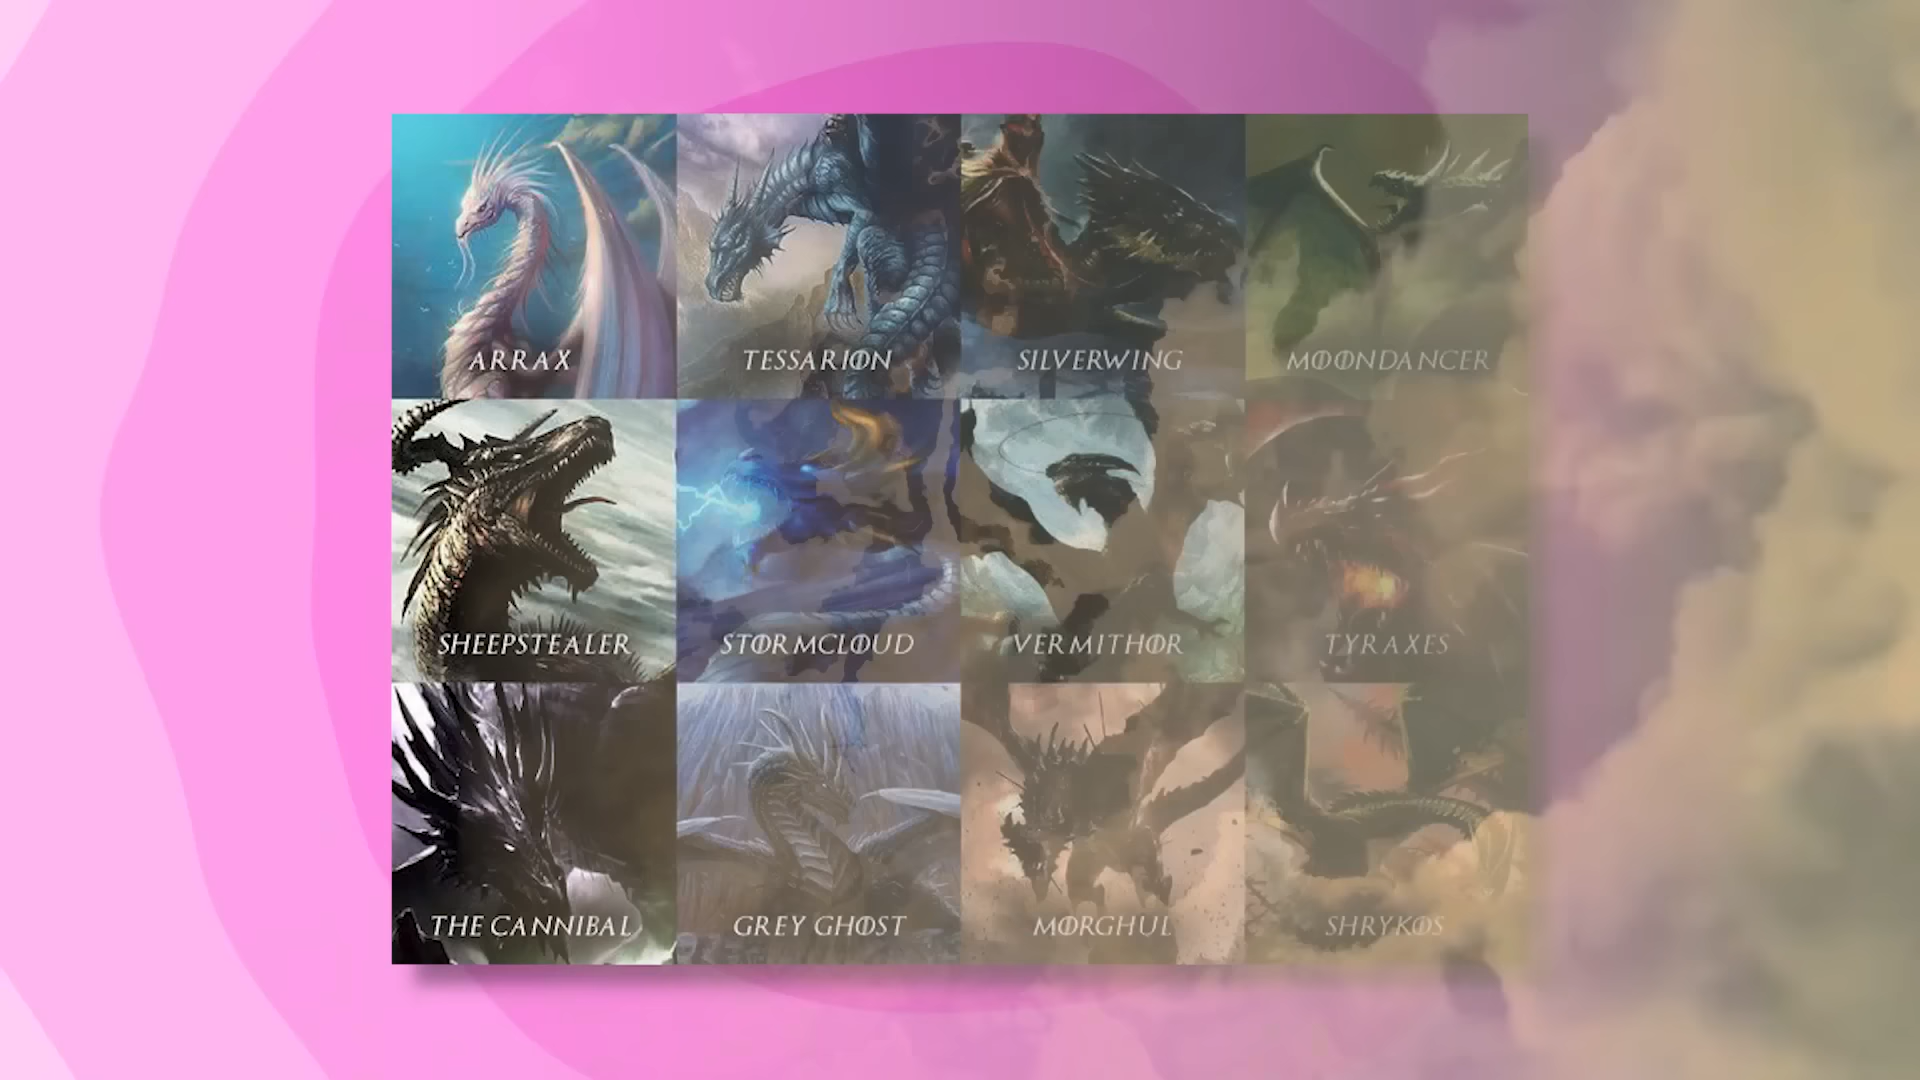 ARRAX
TESSARION
SILVERWING
MOONDANCER
SHEEPSTEALER
STORMCLOUD
VERMITHOR
TYRAXES
THE CANNIBAL
GREY GHOST
MORGHUL
SHRYKOS